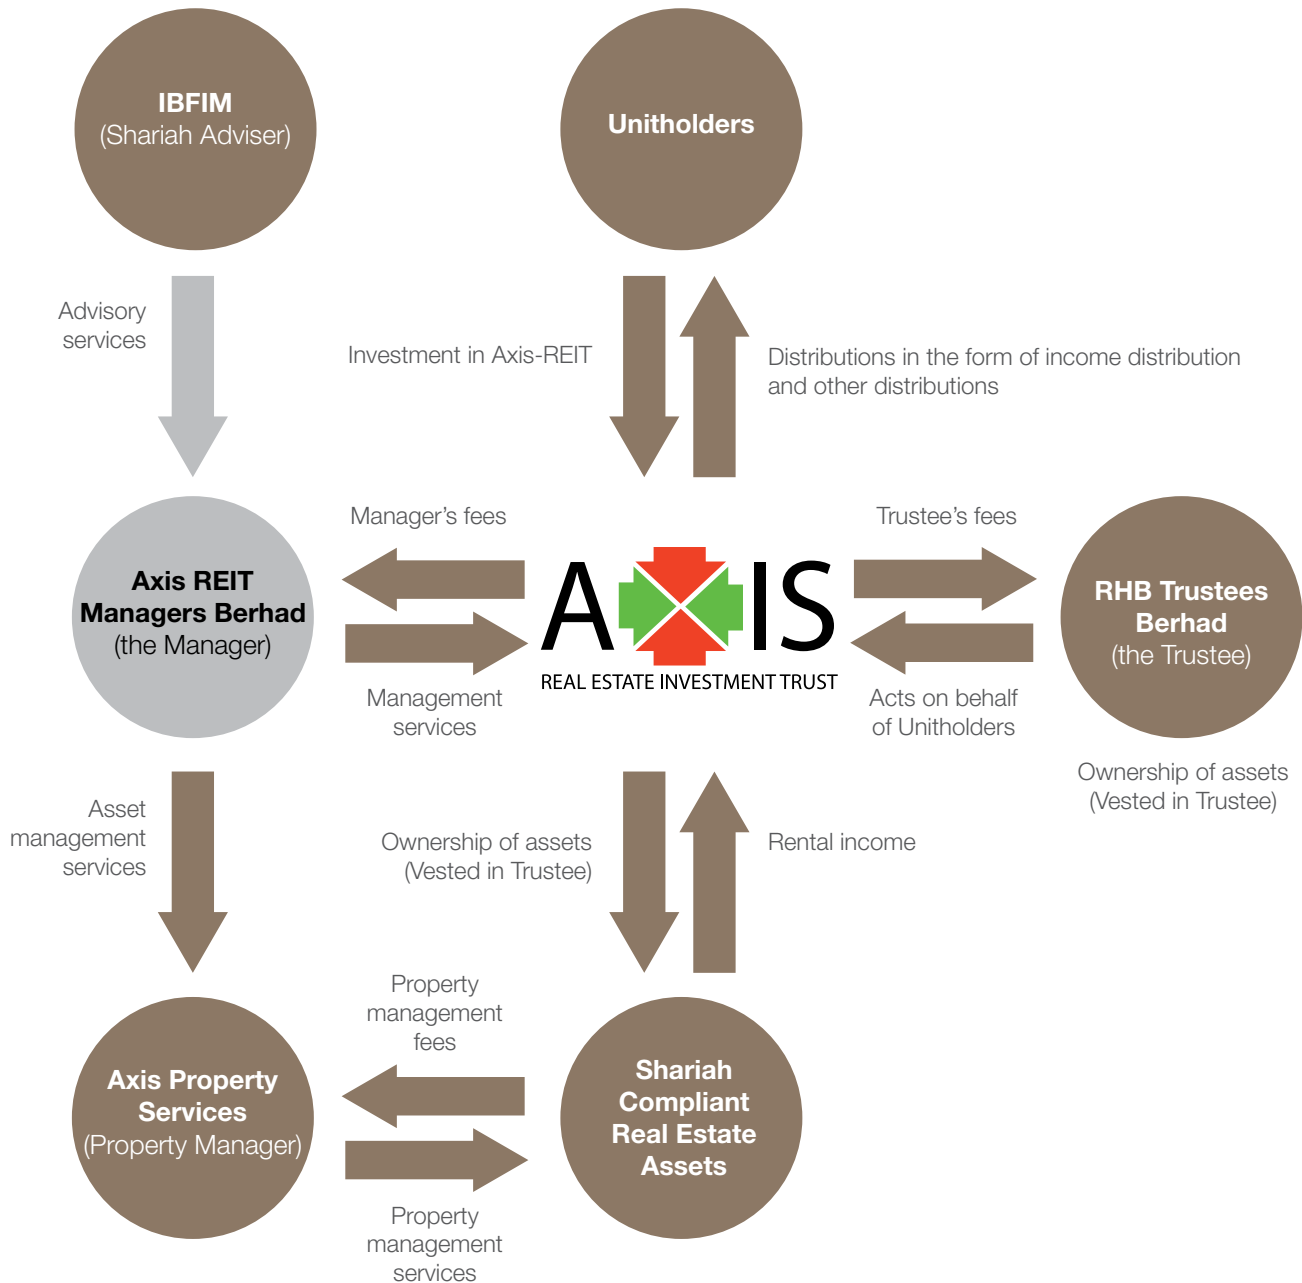 IBFIM
(Shariah Adviser)
Unitholders
Advisory
services
Investment in Axis-REIT
Distributions in the form of income distribution
and other distributions
Axis REIT
Managers Berhad
(the Manager)
Manager’s fees
Management
services
AXIS
REAL ESTATE INVESTMENT TRUST
Trustee’s fees
Acts on behalf
of Unitholders
RHB Trustees
Berhad
(the Trustee)
Ownership of assets
(Vested in Trustee)
Asset
management
services
Ownership of assets
(Vested in Trustee)
Rental income
Axis Property
Services
(Property Manager)
Property
management
fees
Property
management
services
Shariah
Compliant
Real Estate
Assets